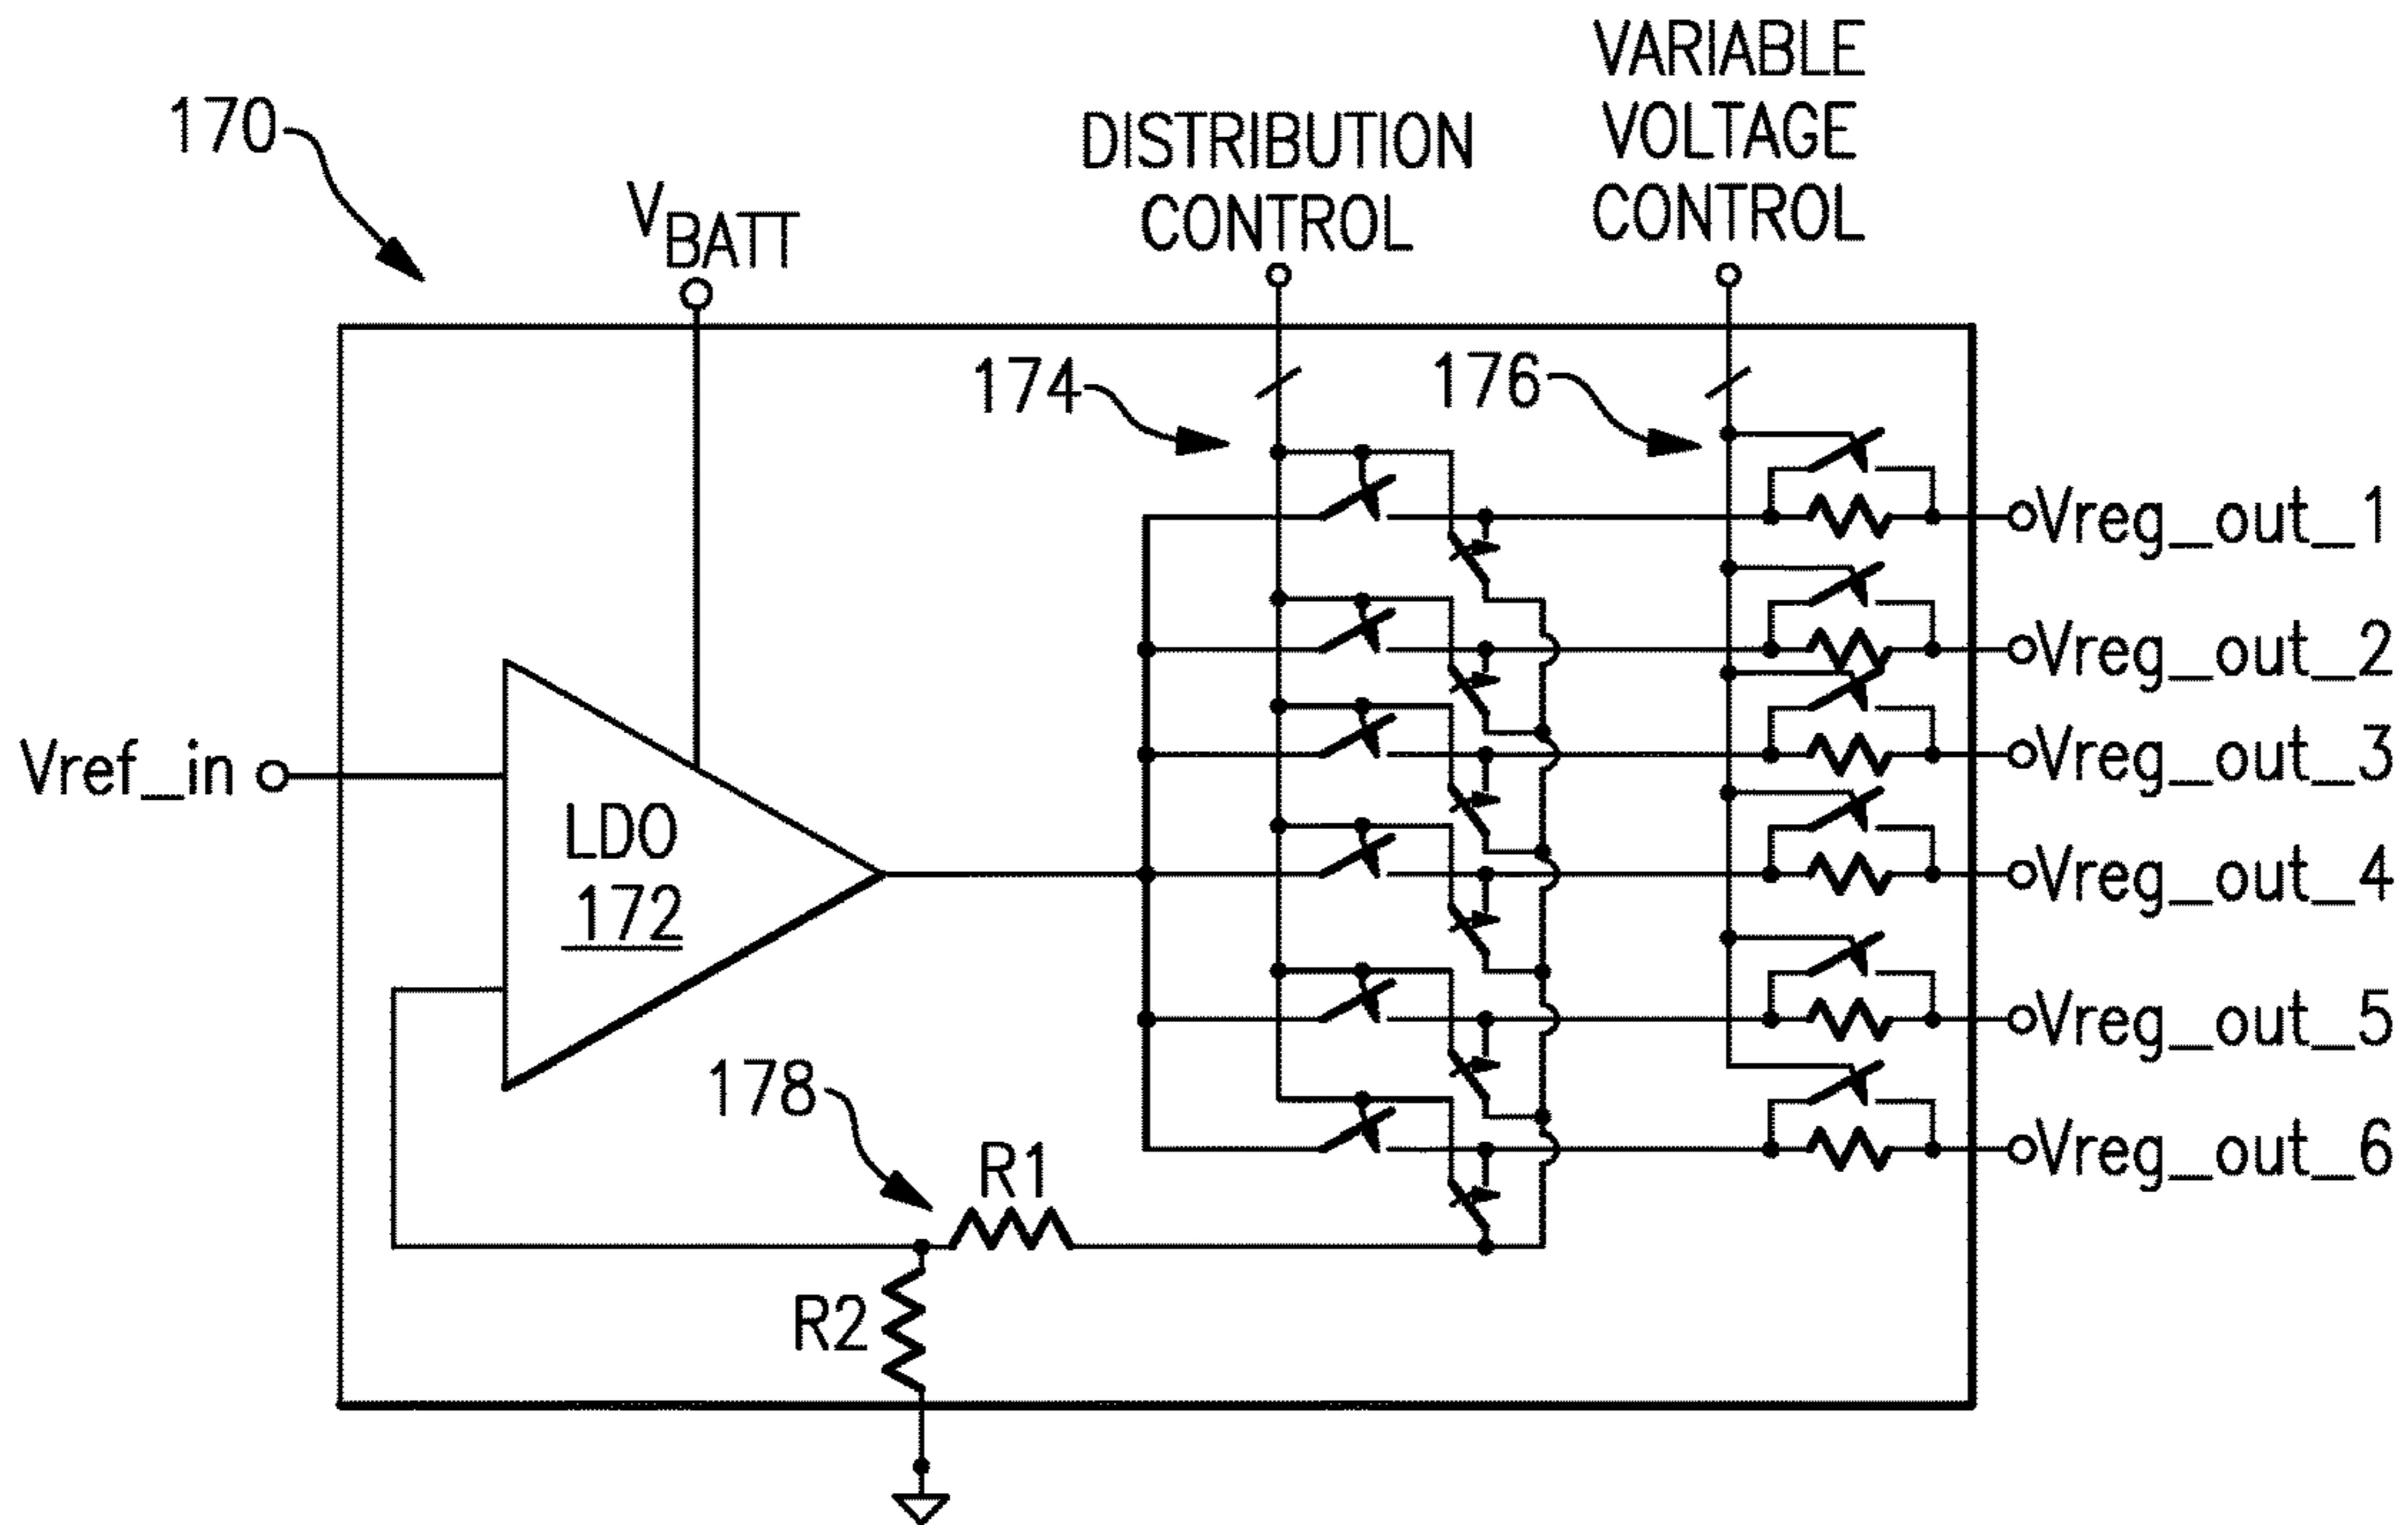 170
VBATT
DISTRIBUTION
CONTROL
VARIABLE
VOLTAGE
CONTROL
174
176
Vref_in
LDO
172
178
R1
R2
Vreg_out_1
Vreg_out_2
Vreg_out_3
Vreg_out_4
Vreg_out_5
Vreg_out_6